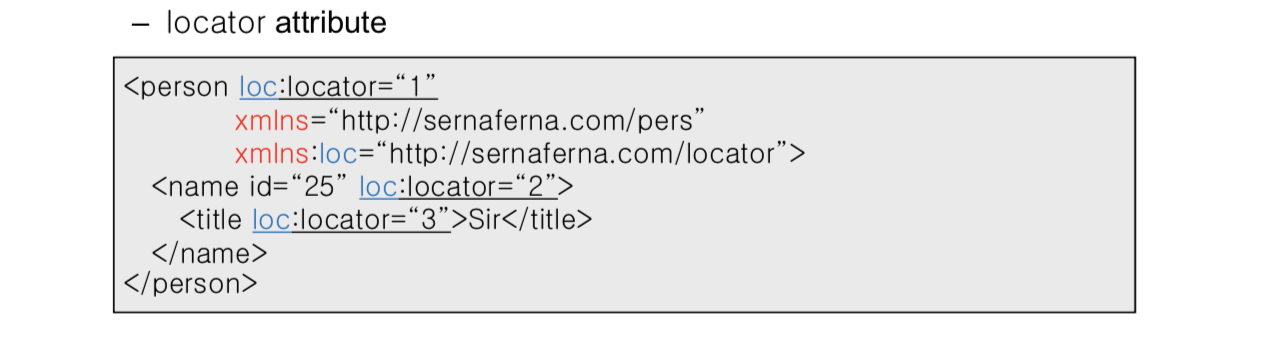 – locator attribute
<person loc:locator=“1”
xmlns=“http://sernaferna.com/pers”
xmlns:loc=“http://sernaferna.com/locator”>
<name id=“25” loc:locator=“2”>
<title loc:locator=“3”>Sir</title>
</name>
</person>